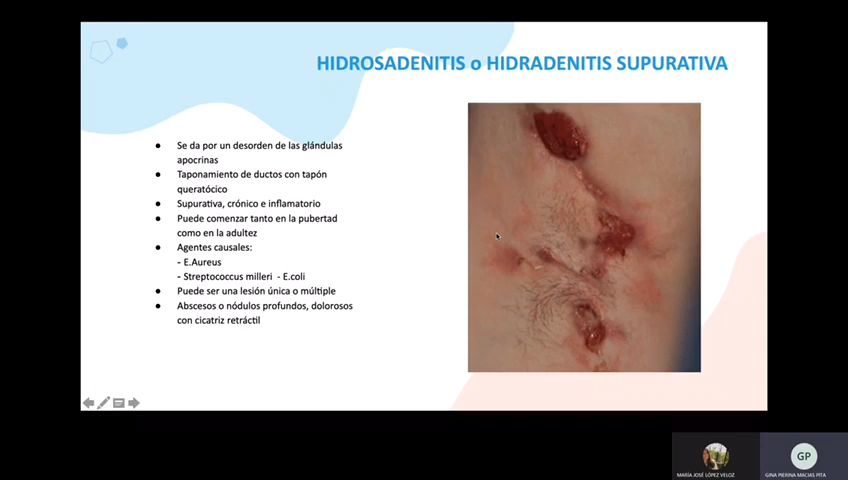 HIDROSADENITIS o HIDRADENITIS SUPURATIVA
● Se da por un desorden de las glándulas
apocrinas
● Taponamiento de ductos con tapón
queratócico
● Supurativa, crónico e inflamatorio
● Puede comenzar tanto en la pubertad
como en la adultez
● Agentes causales:
- E.Aureus
- Streptococcus milleri - E.coli
● Puede ser una lesión única o múltiple
● Abscesos o nódulos profundos, dolorosos
con cicatriz retráctil
GP
MARÍA JOSÉ LÓPEZ VELOZ
GINA PIERINA MACIAS PITA